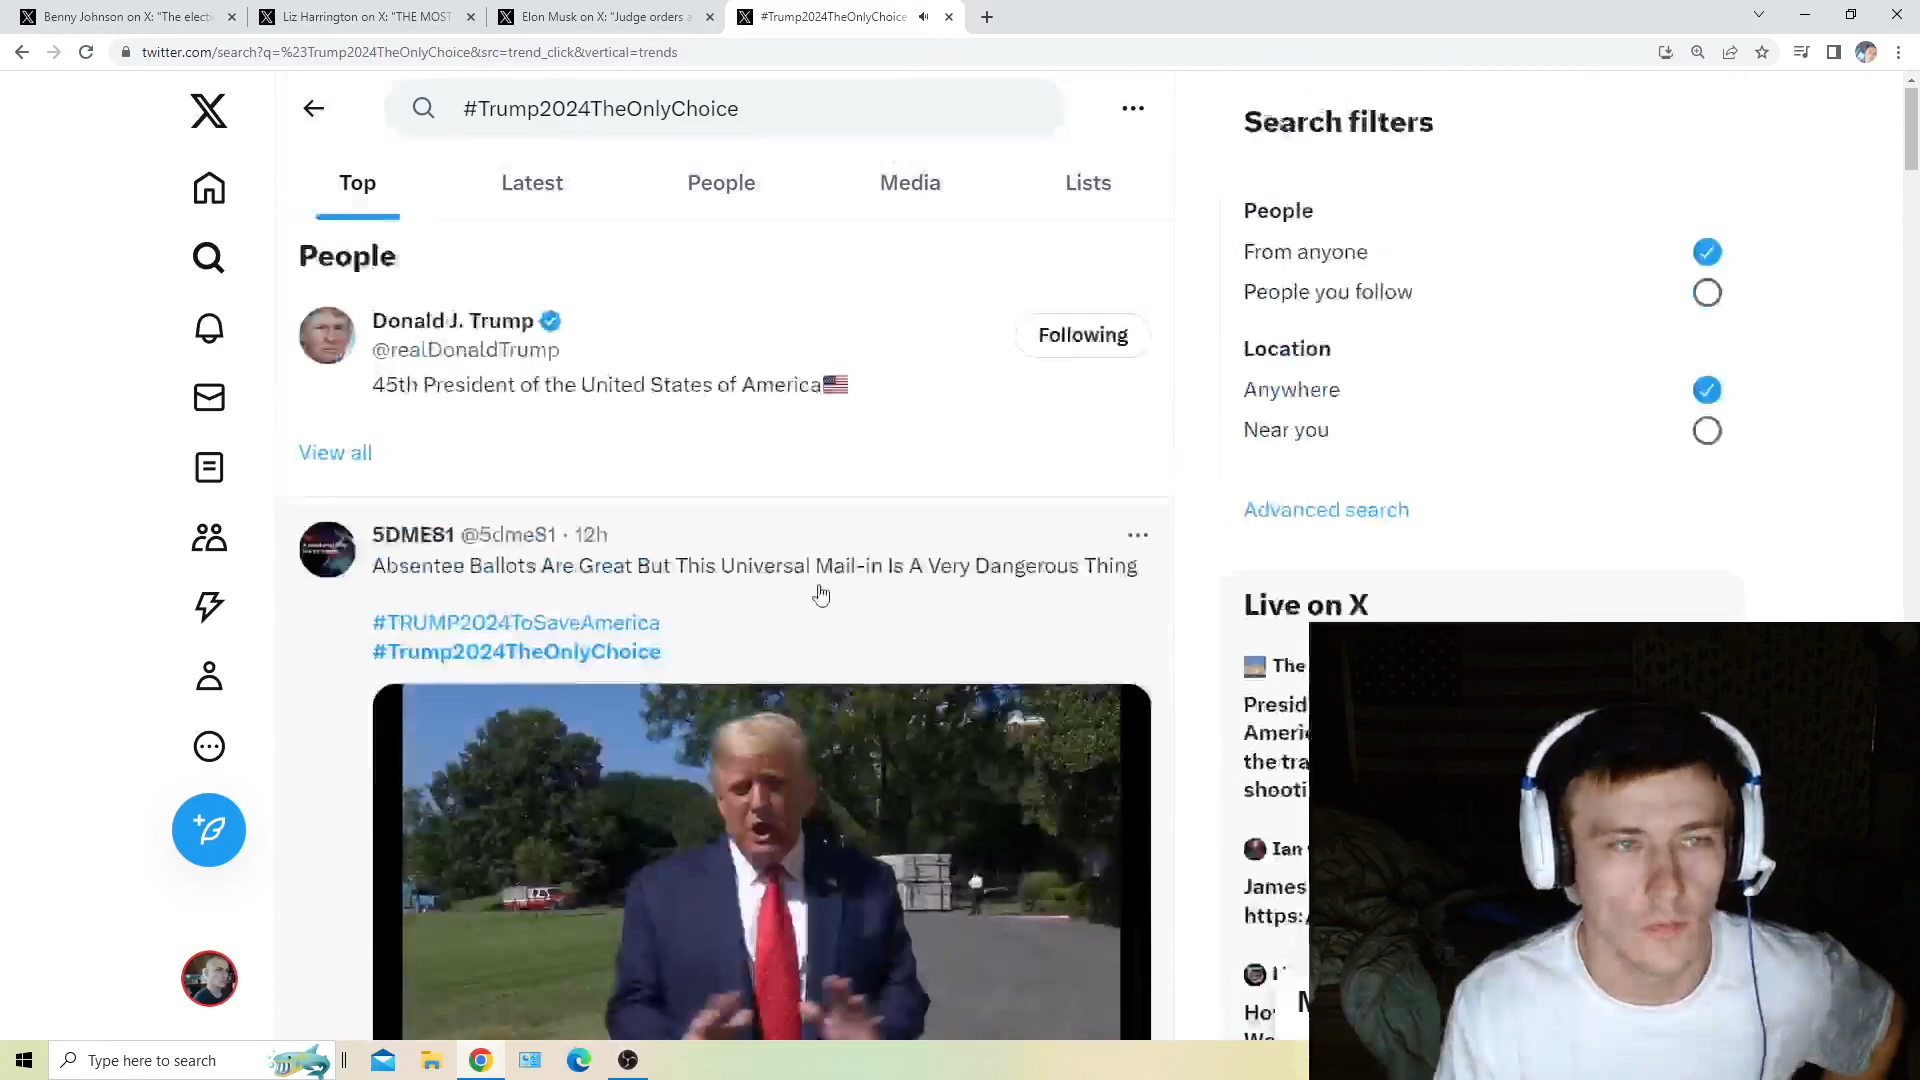 Benny Johnson on X: "The electi
Liz Harrington on X: "THE MOST
Elon Musk on X: "Judge orders a
#Trump2024TheOnlyChoice
twitter.com/search?q=%23Trump2024TheOnlyChoice&src=trend_click&vertical=trends
#Trump2024TheOnlyChoice
Top
Latest
People
Media
Lists
People
Donald J. Trump
@realDonaldTrump
45th President of the United States of America
Following
View all
5DME81 @5dme81 · 12h
Absentee Ballots Are Great But This Universal Mail-in Is A Very Dangerous Thing
#TRUMP2024ToSaveAmerica
#Trump2024TheOnlyChoice
Search filters
People
From anyone
People you follow
Location
Anywhere
Near you
Advanced search
Live on X
The
Presid
Americ
the tra
shooti
Ian
James
https:/
Ho
We
Type here to search